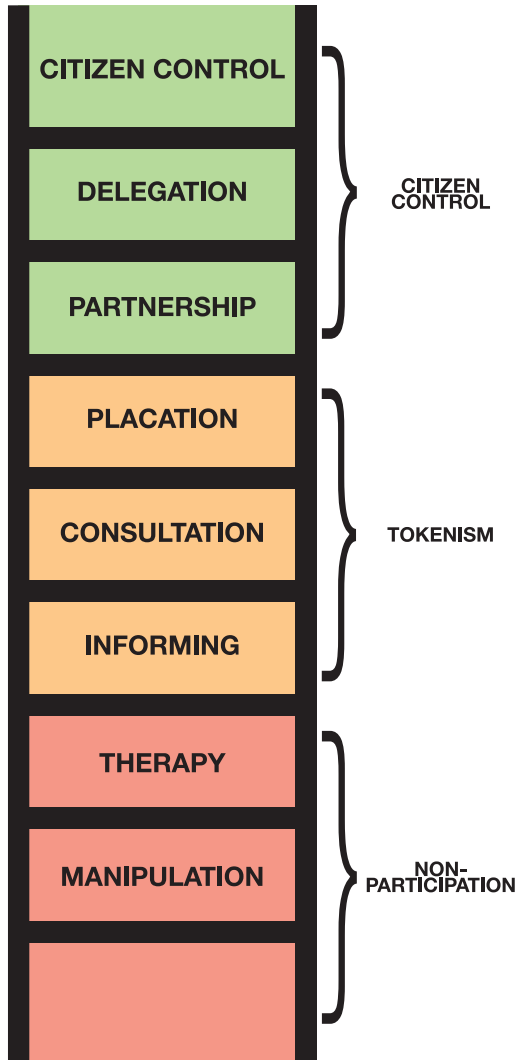 CITIZEN CONTROL
DELEGATION
PARTNERSHIP
CITIZEN
CONTROL
PLACATION
CONSULTATION
INFORMING
TOKENISM
THERAPY
MANIPULATION
NON-
PARTICIPATION